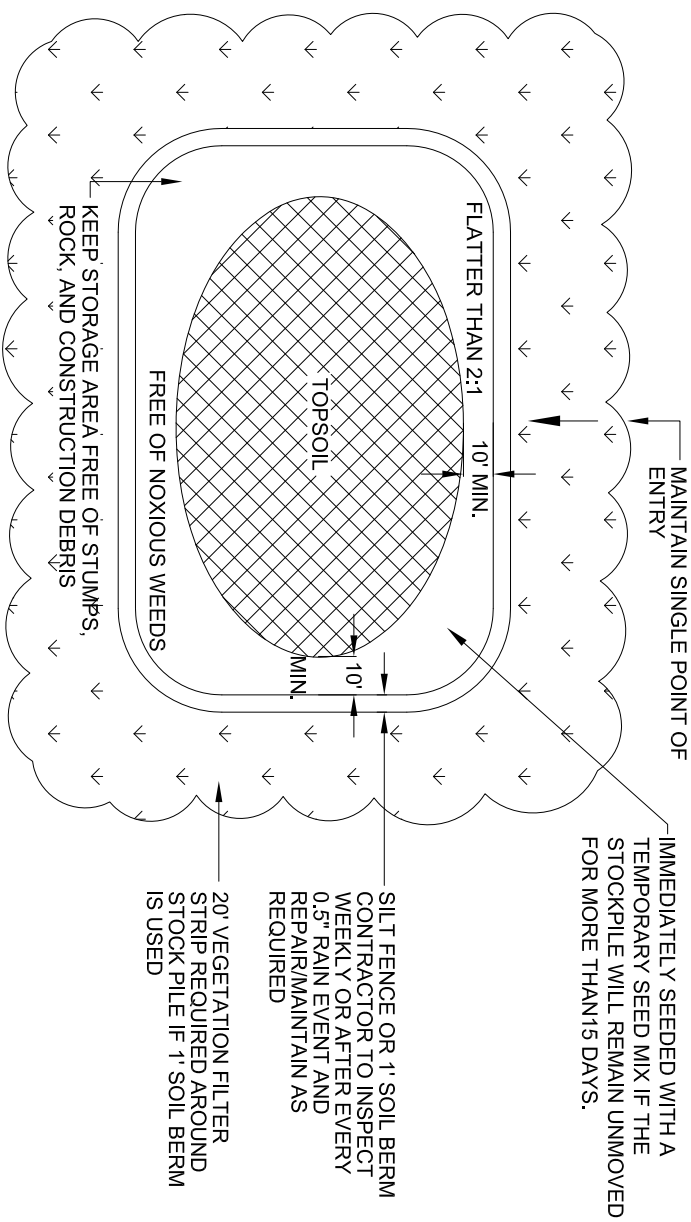 MAINTAIN SINGLE POINT OF
ENTRY
IMMEDIATELY SEEDED WITH A
TEMPORARY SEED MIX IF THE
STOCKPILE WILL REMAIN UNMOVED
FOR MORE THAN15 DAYS.
FLATTER THAN 2:1
10' MIN.
TOPSOIL
10'
MIN.
SILT FENCE OR 1' SOIL BERM
CONTRACTOR TO INSPECT
WEEKLY OR AFTER EVERY
0.5" RAIN EVENT AND
REPAIR/MAINTAIN AS
REQUIRED
FREE OF NOXIOUS WEEDS
20' VEGETATION FILTER
STRIP REQUIRED AROUND
STOCK PILE IF 1' SOIL BERM
IS USED
KEEP STORAGE AREA FREE OF STUMPS,
ROCK, AND CONSTRUCTION DEBRIS